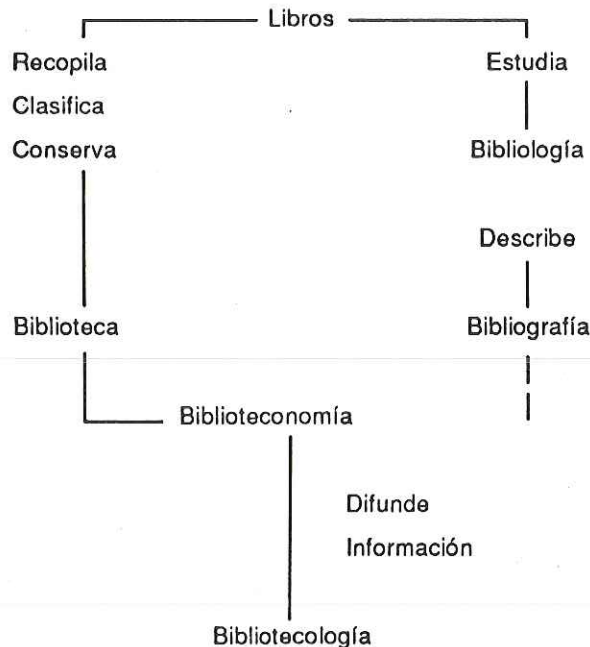 Libros
Recopila
Clasifica
Conserva
Estudia
Bibliología
Describe
Biblioteca
Bibliografía
Biblioteconomía
Difunde
Información
Bibliotecología